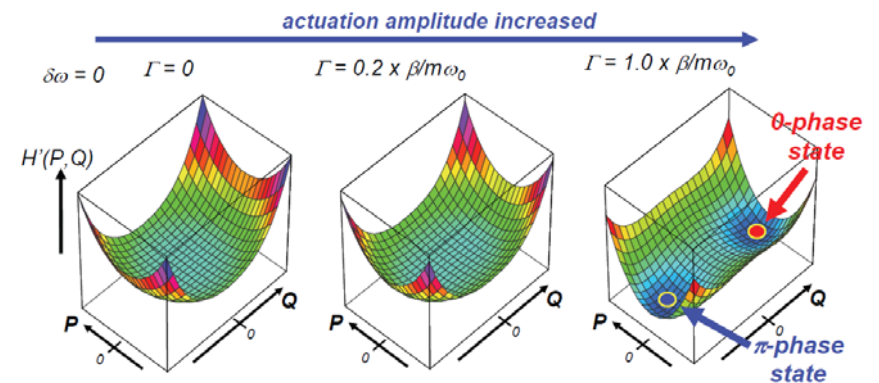 actuation amplitude increased
δω = 0
Γ = 0
Γ = 0.2 x β/mω₀
Γ = 1.0 x β/mω₀
0-phase
state
H'(P,Q)
P
0
0
Q
P
0
0
Q
P
0
0
Q
π-phase
state